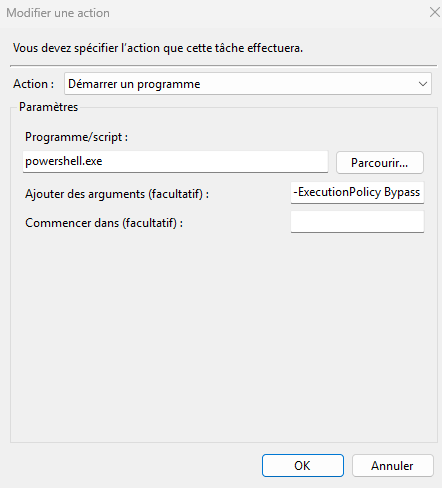 Modifier une action
Vous devez spécifier l'action que cette tâche effectuera.
Action : Démarrer un programme
Paramètres
Programme/script :
powershell.exe Parcourir...
Ajouter des arguments (facultatif) : -ExecutionPolicy Bypass
Commencer dans (facultatif) :
OK Annuler